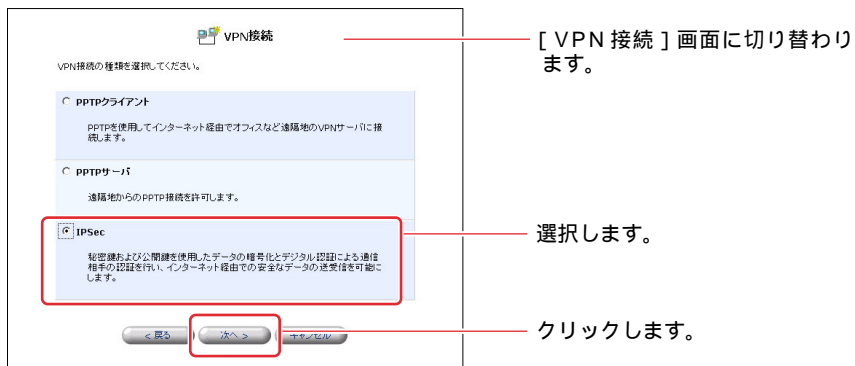 VPN接続
[ VPN 接続 ] 画面に切り替わり
ます。
VPN接続の種類を選択してください。
PPTPクライアント
PPTPを使用してインターネット経由でオフィスなど遠隔地のVPNサーバに接
続します。
PPTPサーバ
遠隔地からのPPTP接続を許可します。
IPSec
選択します。
秘密鍵および公開鍵を使用したデータの暗号化とデジタル認証による通信
相手の認証を行い、インターネット経由での安全なデータの送受信を可能に
します。
< 戻る 次へ > キャンセル
クリックします。